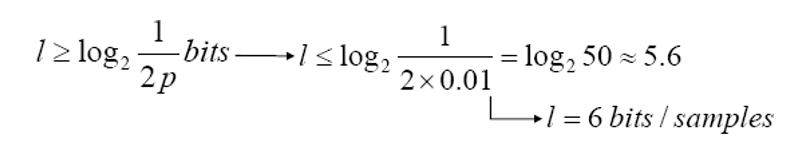 l ≥ log₂ 1/2p bits → l ≤ log₂ 1/2×0.01 = log₂ 50 ≈ 5.6
l = 6 bits / samples